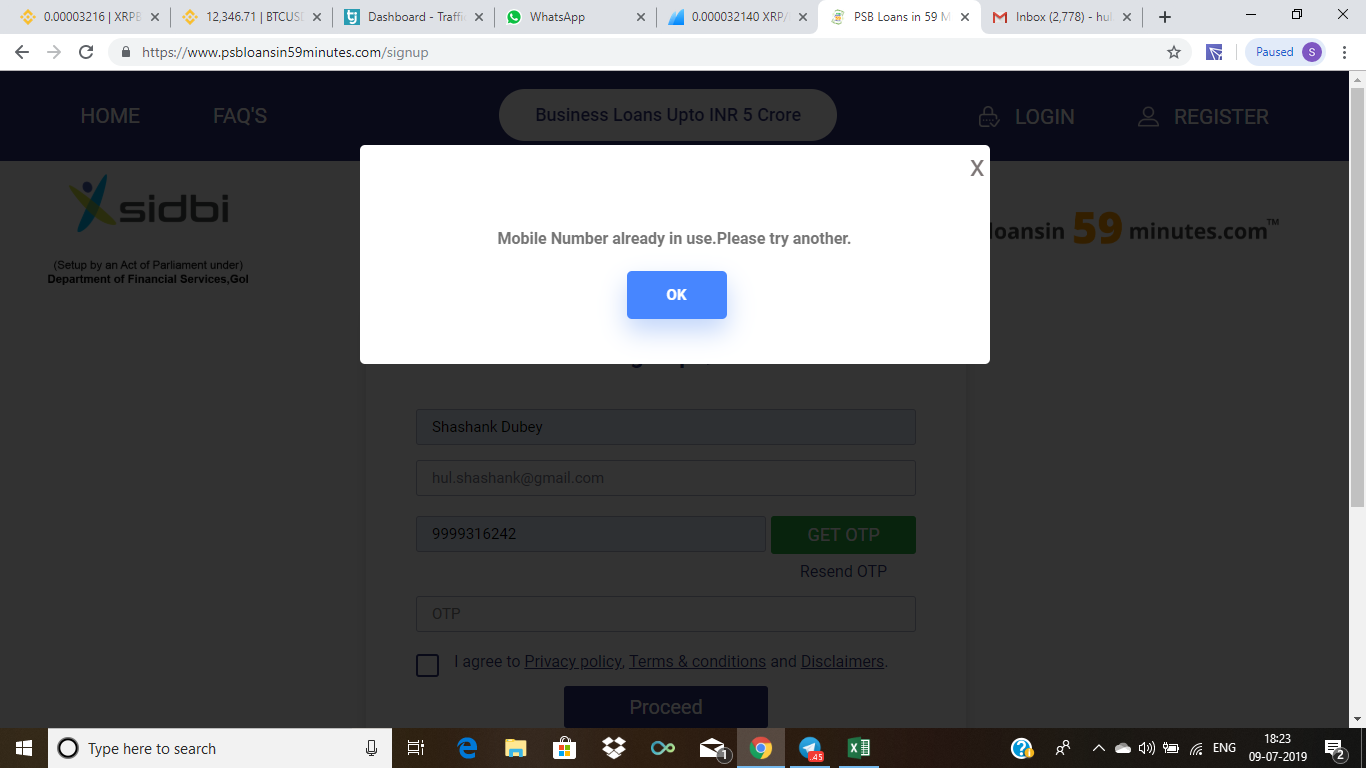 0.00003216 | XRPB
12,346.71 | BTCUS
Dashboard - Traffi
WhatsApp
0.000032140 XRP/
PSB Loans in 59 M
Inbox (2,778) - hul
https://www.psbloansin59minutes.com/signup
Paused
S
HOME
FAQ'S
Business Loans Upto INR 5 Crore
LOGIN
REGISTER
X
sidbi
(Setup by an Act of Parliament under)
Department of Financial Services,GoI
loansin 59 minutes.com™
Mobile Number already in use.Please try another.
OK
Shashank Dubey
hul.shashank@gmail.com
9999316242
GET OTP
Resend OTP
OTP
I agree to Privacy policy, Terms & conditions and Disclaimers.
Proceed
Type here to search
1
.45
ENG
18:23
09-07-2019
2